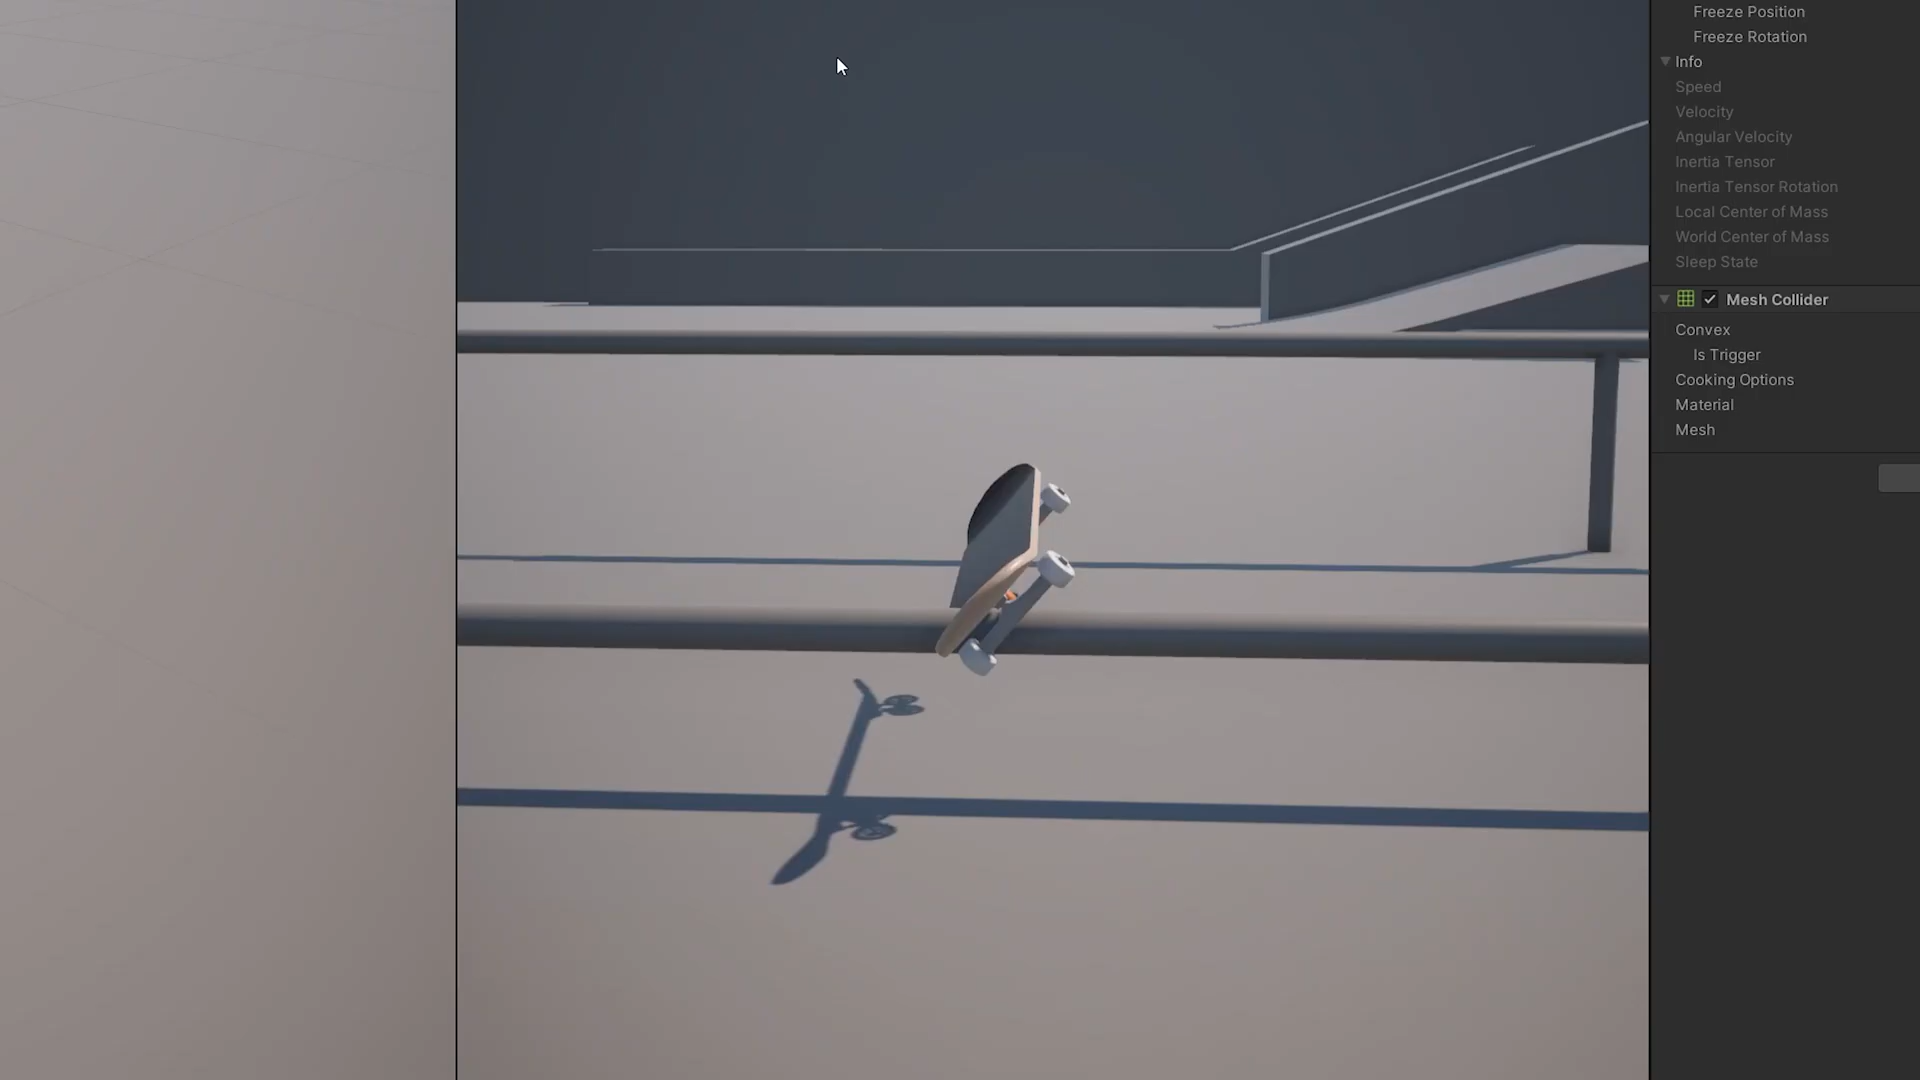 Freeze Position
Freeze Rotation
Info
Speed
Velocity
Angular Velocity
Inertia Tensor
Inertia Tensor Rotation
Local Center of Mass
World Center of Mass
Sleep State
Mesh Collider
Convex
Is Trigger
Cooking Options
Material
Mesh